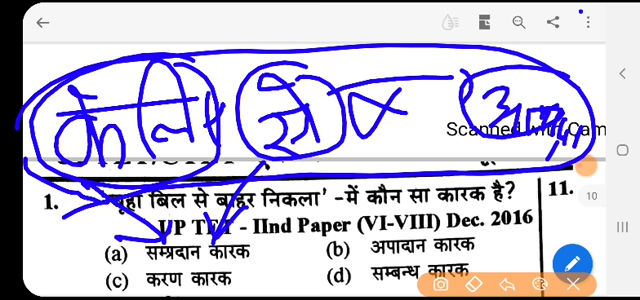 के लिए से
Scanned with Cam
1. 'चूहा बिल से बाहर निकला' -में कौन सा कारक है? 11.
UP TET - IInd Paper (VI-VIII) Dec. 2016
(a) सम्प्रदान कारक (b) अपादान कारक
(c) करण कारक (d) सम्बन्ध कारक
10